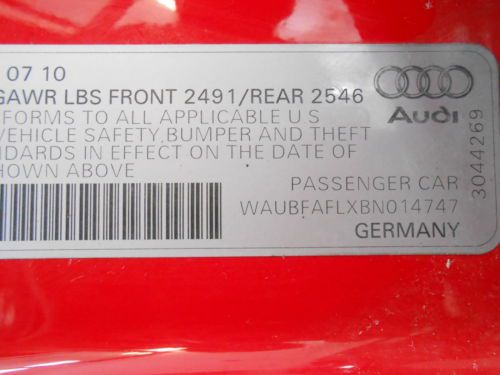 07 10
GAWR LBS FRONT 2491/REAR 2546
FORMS TO ALL APPLICABLE U S
VEHICLE SAFETY, BUMPER AND THEFT
NDARDS IN EFFECT ON THE DATE OF
HOWN ABOVE
Audi
3044269
PASSENGER CAR
WAUBFAFLXBN014747
GERMANY